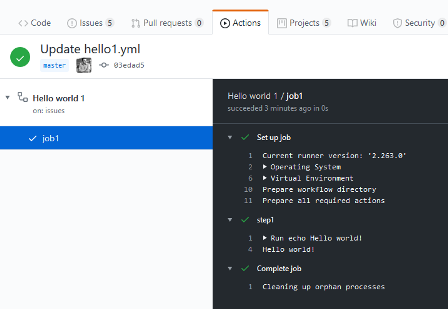 Code
Issues 5
Pull requests 0
Actions
Projects 5
Wiki
Security 0
Update hello1.yml
master
03edad5
Hello world 1
on: issues
job1
Hello world 1 / job1
succeeded 3 minutes ago in 0s
Set up job
1 Current runner version: '2.263.0'
2 Operating System
6 Virtual Environment
10 Prepare workflow directory
11 Prepare all required actions
step1
1 Run echo Hello world!
4 Hello world!
Complete job
1 Cleaning up orphan processes